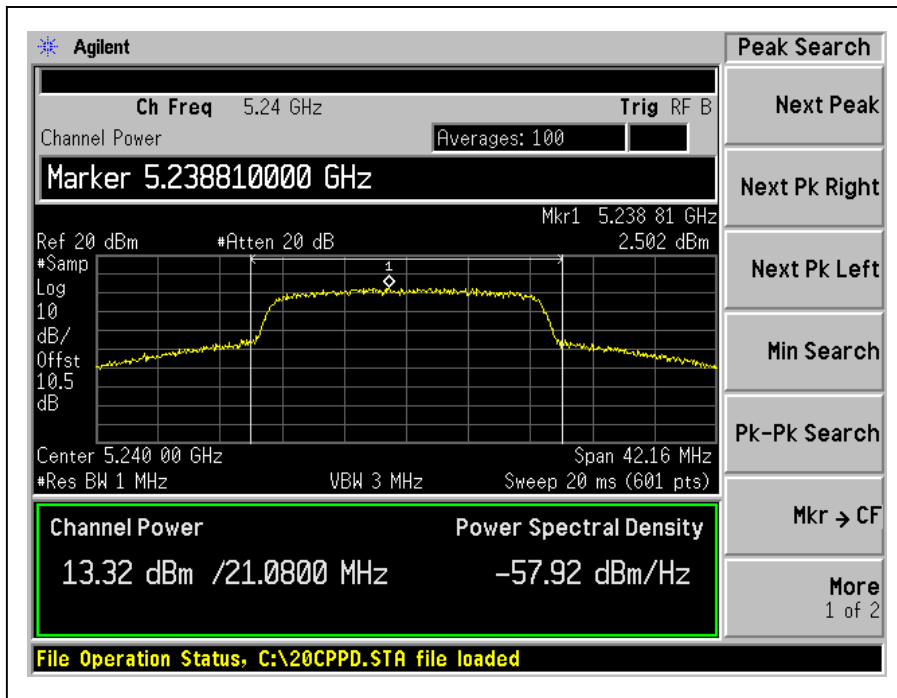 Agilent
Peak Search
Ch Freq 5.24 GHz Trig RF B
Channel Power Averages: 100
Marker 5.238810000 GHz
Mkr1 5.238 81 GHz
Ref 20 dBm #Atten 20 dB 2.502 dBm
#Samp
Log
10
dB/
Offst
10.5
dB
1
Center 5.240 00 GHz Span 42.16 MHz
#Res BW 1 MHz VBW 3 MHz Sweep 20 ms (601 pts)
Channel Power Power Spectral Density
13.32 dBm /21.0800 MHz -57.92 dBm/Hz
File Operation Status, C:\20CPPD.STA file loaded
Next Peak
Next Pk Right
Next Pk Left
Min Search
Pk-Pk Search
Mkr → CF
More
1 of 2